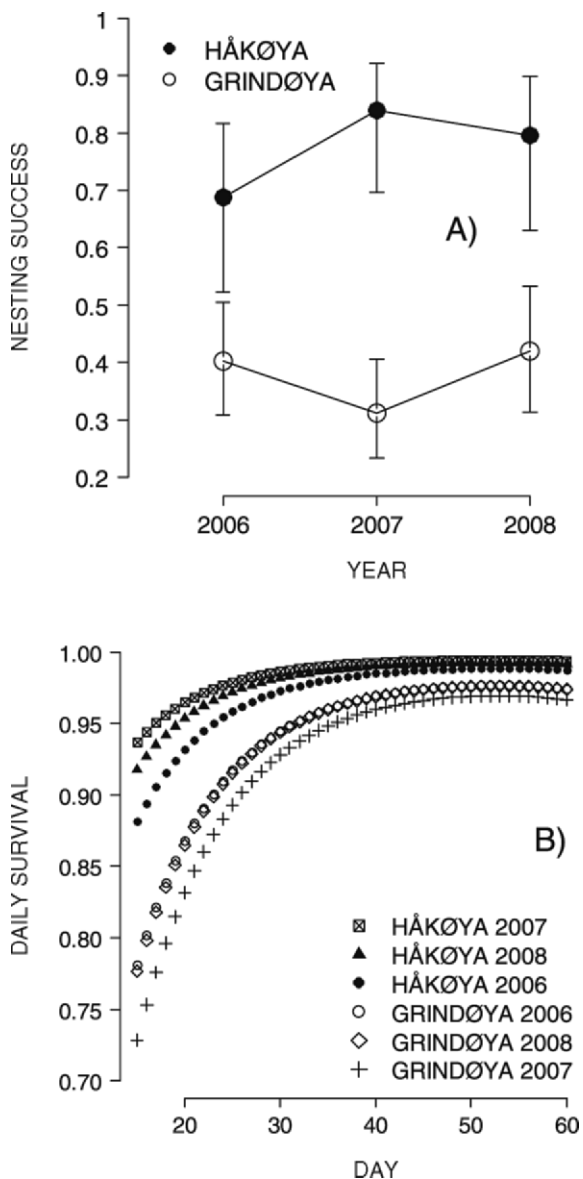 HÅKØYA
GRINDØYA
1
0.9
0.8
0.7
0.6
0.5
0.4
0.3
0.2
NESTING SUCCESS
A)
2006 2007 2008
YEAR
1.00
0.95
0.90
0.85
0.80
0.75
0.70
DAILY SURVIVAL
B)
HÅKØYA 2007
HÅKØYA 2008
HÅKØYA 2006
GRINDØYA 2006
GRINDØYA 2008
GRINDØYA 2007
20 30 40 50 60
DAY